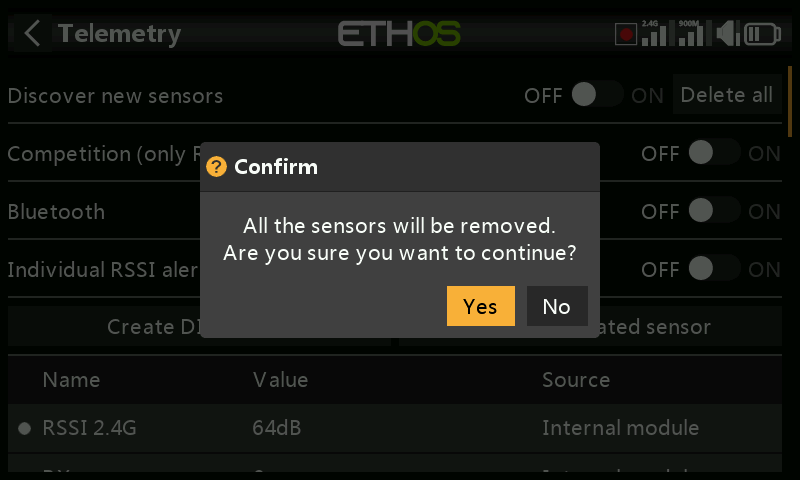 Telemetry
ETHOS
2.4G
900M
Discover new sensors
OFF
ON
Delete all
Competition (only R
OFF
ON
? Confirm
All the sensors will be removed.
Are you sure you want to continue?
Yes
No
Bluetooth
OFF
ON
Individual RSSI aler
OFF
ON
Create DI
ated sensor
Name
Value
Source
RSSI 2.4G
64dB
Internal module